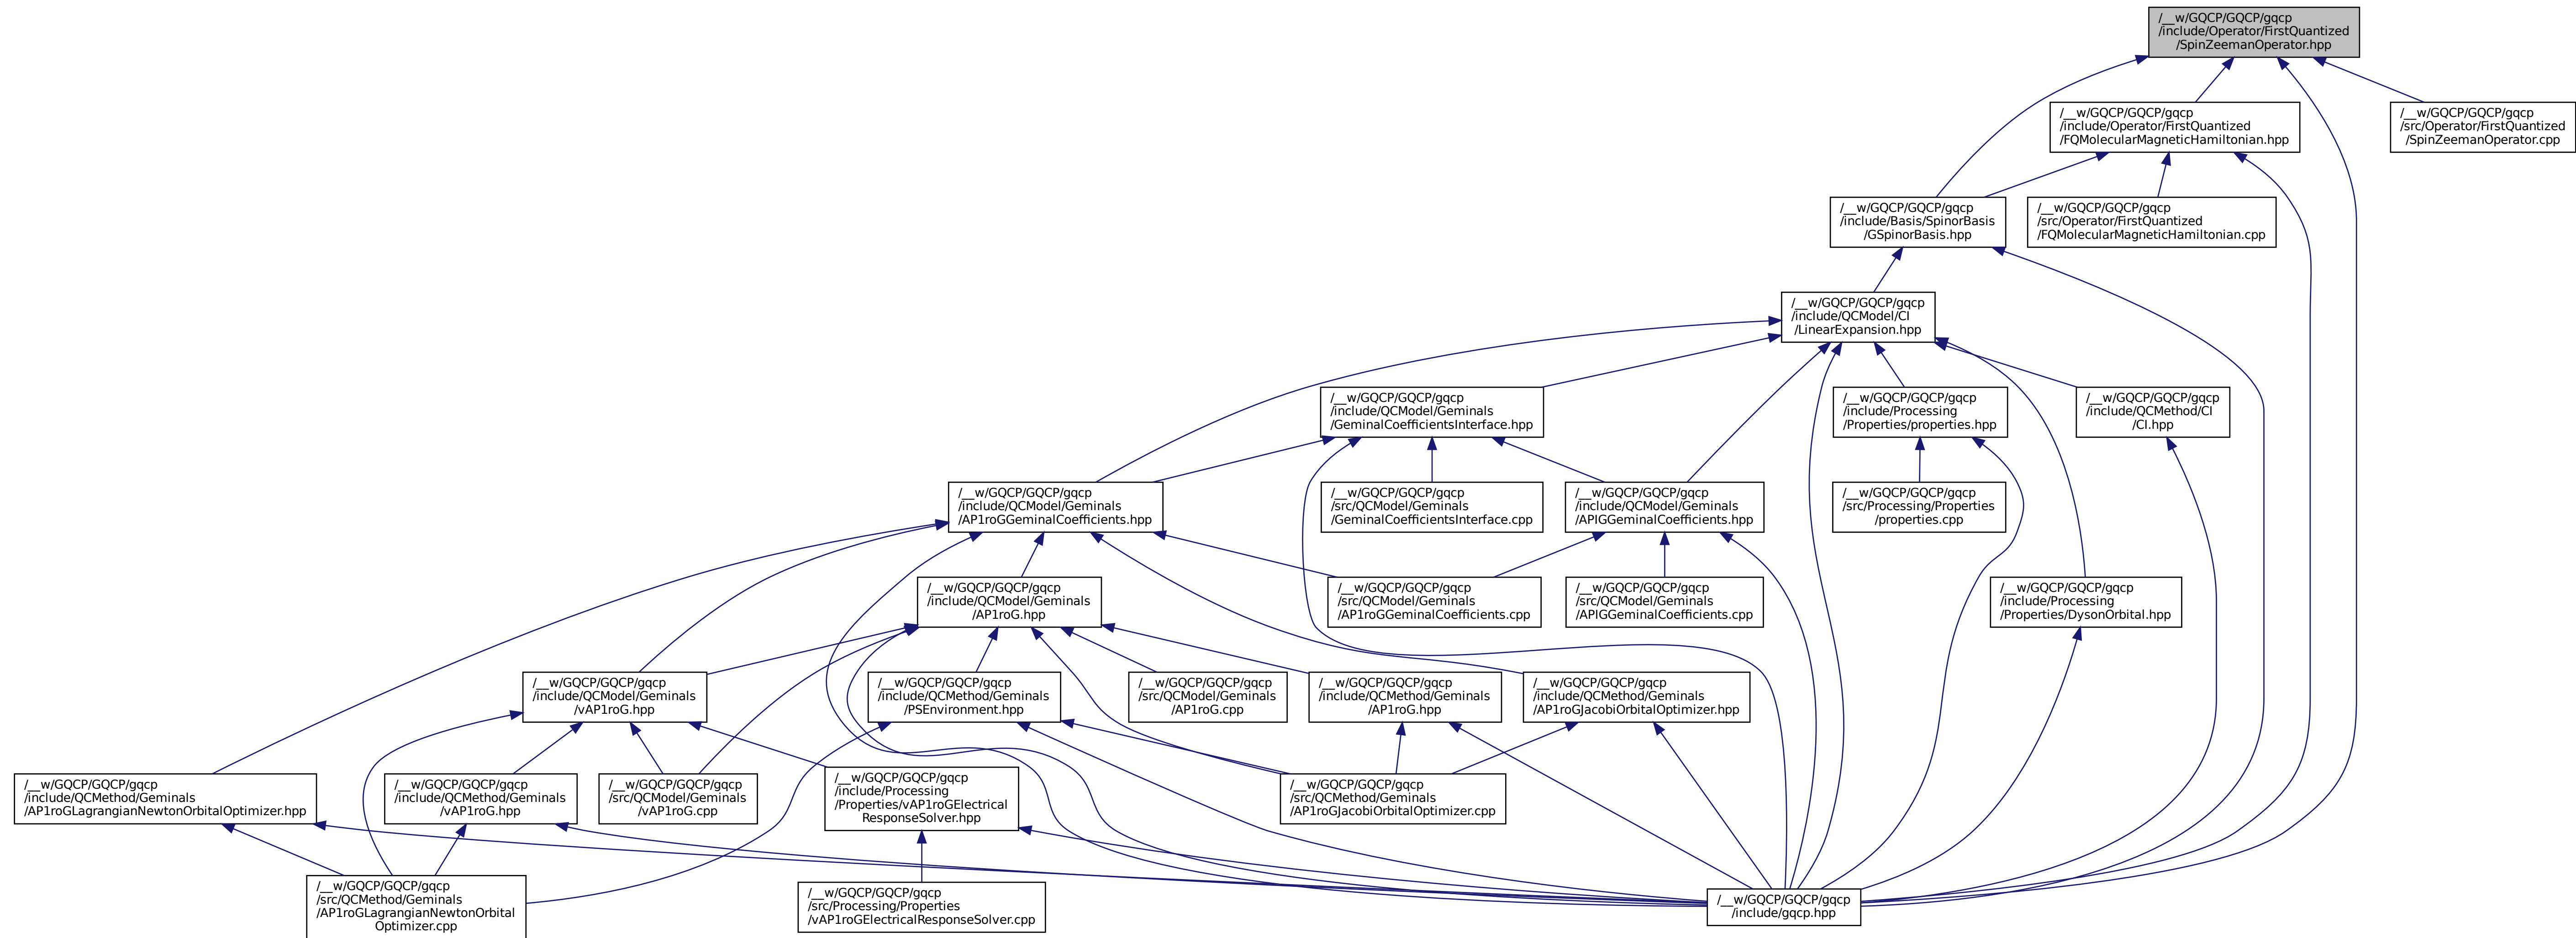 /__w/GQCP/GQCP/gqcp
/include/Operator/FirstQuantized
/SpinZeemanOperator.hpp
/__w/GQCP/GQCP/gqcp
/include/Operator/FirstQuantized
/FQMolecularMagneticHamiltonian.hpp
/__w/GQCP/GQCP/gqcp
/src/Operator/FirstQuantized
/SpinZeemanOperator.cpp
/__w/GQCP/GQCP/gqcp
/include/Basis/SpinorBasis
/GSpinorBasis.hpp
/__w/GQCP/GQCP/gqcp
/src/Operator/FirstQuantized
/FQMolecularMagneticHamiltonian.cpp
/__w/GQCP/GQCP/gqcp
/include/QCModel/CI
/LinearExpansion.hpp
/__w/GQCP/GQCP/gqcp
/include/QCModel/Geminals
/GeminalCoefficientsInterface.hpp
/__w/GQCP/GQCP/gqcp
/include/Processing
/Properties/properties.hpp
/__w/GQCP/GQCP/gqcp
/include/QCMethod/CI
/CI.hpp
/__w/GQCP/GQCP/gqcp
/include/QCModel/Geminals
/AP1roGGeminalCoefficients.hpp
/__w/GQCP/GQCP/gqcp
/src/QCModel/Geminals
/GeminalCoefficientsInterface.cpp
/__w/GQCP/GQCP/gqcp
/include/QCModel/Geminals
/APIGGeminalCoefficients.hpp
/__w/GQCP/GQCP/gqcp
/src/Processing/Properties
/properties.cpp
/__w/GQCP/GQCP/gqcp
/include/QCModel/Geminals
/AP1roG.hpp
/__w/GQCP/GQCP/gqcp
/src/QCModel/Geminals
/AP1roGGeminalCoefficients.cpp
/__w/GQCP/GQCP/gqcp
/src/QCModel/Geminals
/APIGGeminalCoefficients.cpp
/__w/GQCP/GQCP/gqcp
/include/Processing
/Properties/DysonOrbital.hpp
/__w/GQCP/GQCP/gqcp
/include/QCModel/Geminals
/vAP1roG.hpp
/__w/GQCP/GQCP/gqcp
/include/QCMethod/Geminals
/PSEnvironment.hpp
/__w/GQCP/GQCP/gqcp
/src/QCModel/Geminals
/AP1roG.cpp
/__w/GQCP/GQCP/gqcp
/include/QCMethod/Geminals
/AP1roG.hpp
/__w/GQCP/GQCP/gqcp
/include/QCMethod/Geminals
/AP1roGJacobiOrbitalOptimizer.hpp
/__w/GQCP/GQCP/gqcp
/include/QCMethod/Geminals
/AP1roGLagrangianNewtonOrbitalOptimizer.hpp
/__w/GQCP/GQCP/gqcp
/include/QCMethod/Geminals
/vAP1roG.hpp
/__w/GQCP/GQCP/gqcp
/src/QCModel/Geminals
/vAP1roG.cpp
/__w/GQCP/GQCP/gqcp
/include/Processing
/Properties/vAP1roGElectrical
ResponseSolver.hpp
/__w/GQCP/GQCP/gqcp
/src/QCMethod/Geminals
/AP1roGJacobiOrbitalOptimizer.cpp
/__w/GQCP/GQCP/gqcp
/src/QCMethod/Geminals
/AP1roGLagrangianNewtonOrbital
Optimizer.cpp
/__w/GQCP/GQCP/gqcp
/src/Processing/Properties
/vAP1roGElectricalResponseSolver.cpp
/__w/GQCP/GQCP/gqcp
/include/gqcp.hpp